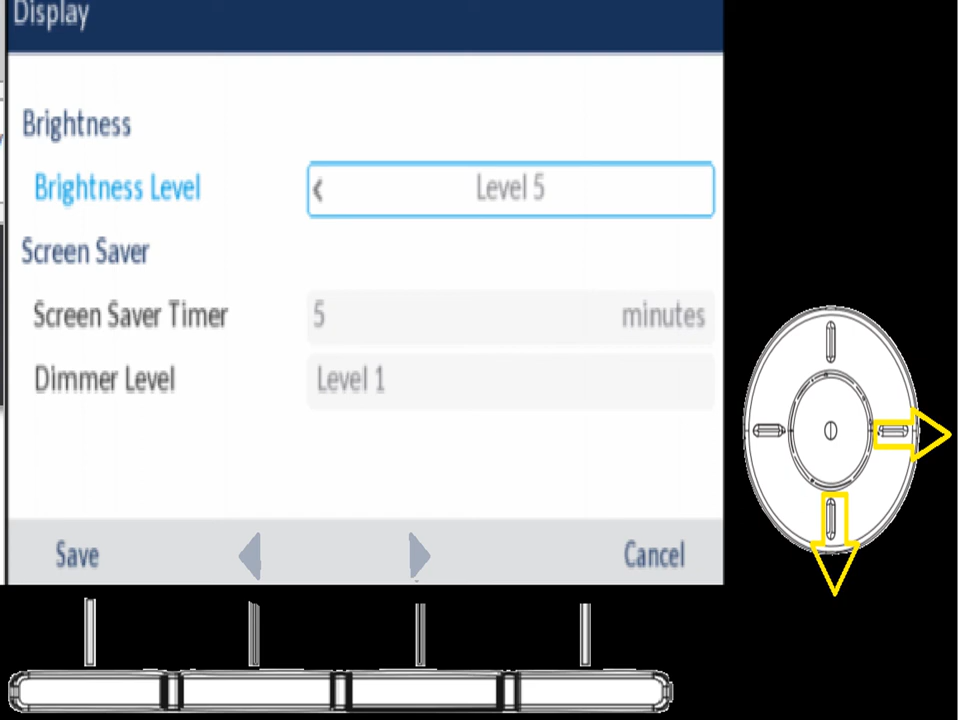 Display
Brightness
Brightness Level
Level 5
Screen Saver
Screen Saver Timer
5 minutes
Dimmer Level
Level 1
Save Cancel